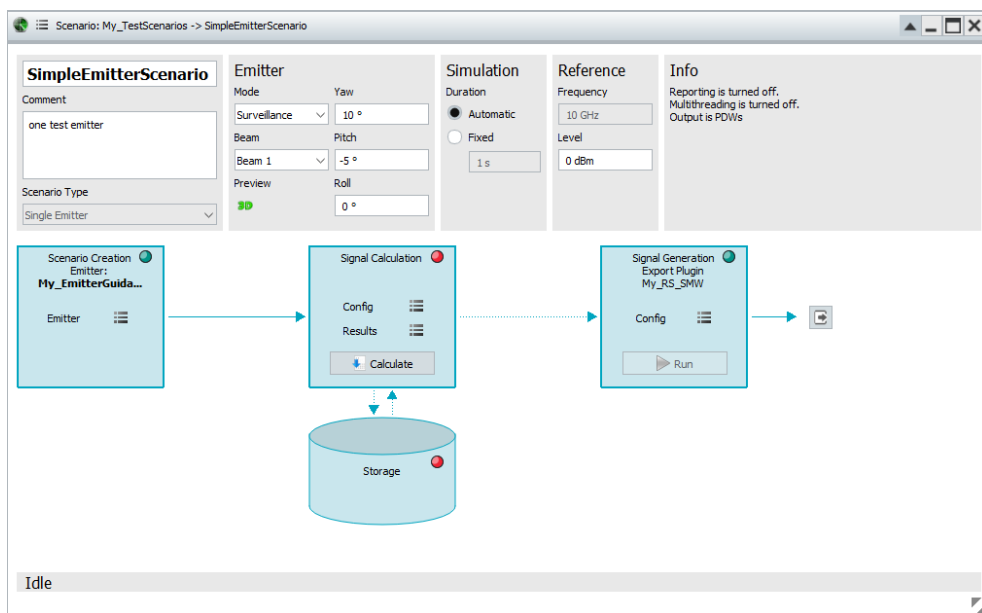 Scenario: My_TestScenarios -> SimpleEmitterScenario
SimpleEmitterScenario
Comment
one test emitter
Scenario Type
Single Emitter
Emitter
Mode
Yaw
Surveillance
10 °
Beam
Pitch
Beam 1
-5 °
Preview
Roll
3D
0 °
Simulation
Duration
Automatic
Fixed
1 s
Reference
Frequency
10 GHz
Level
0 dBm
Info
Reporting is turned off.
Multithreading is turned off.
Output is PDWs
Scenario Creation
Emitter:
My_EmitterGuida...
Emitter
Signal Calculation
Config
Results
Calculate
Storage
Signal Generation
Export Plugin
My_RS_SMW
Config
Run
Idle